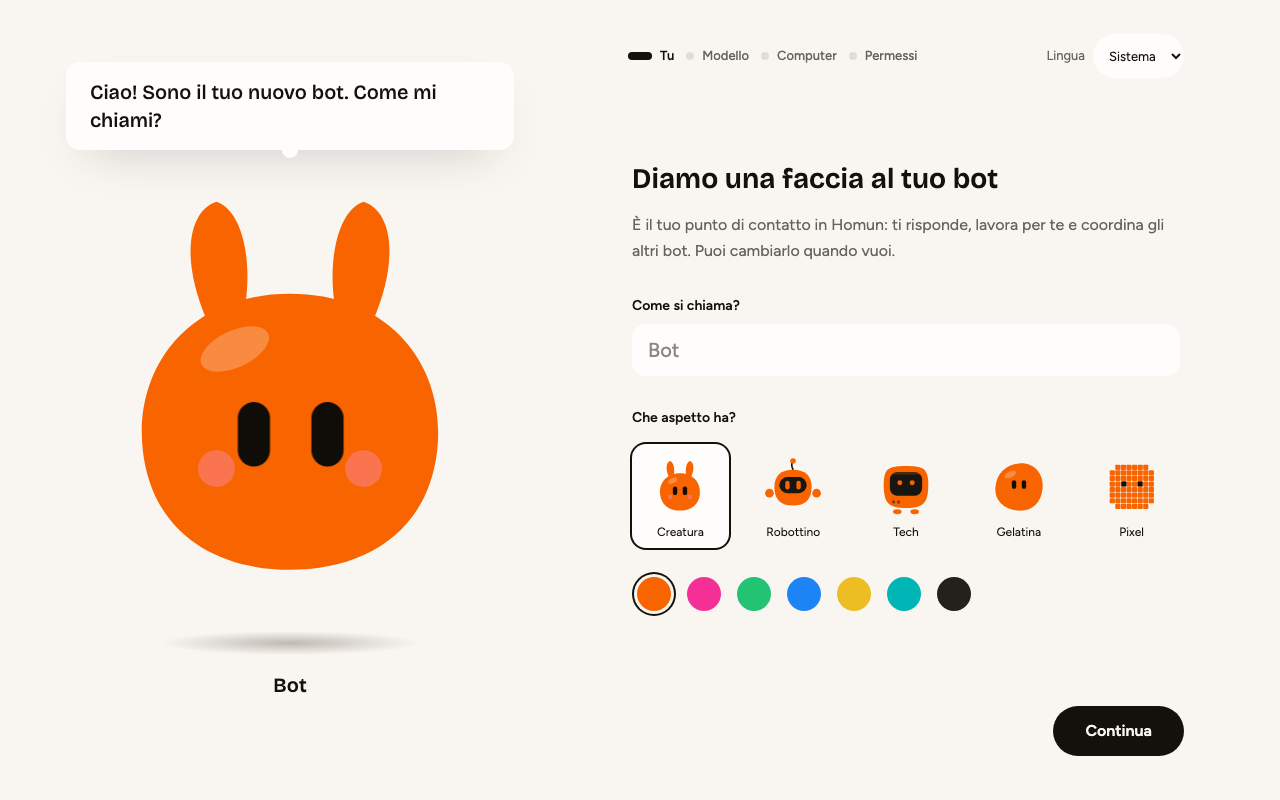 Ciao! Sono il tuo nuovo bot. Come mi
chiami?
Bot
Tu
Modello
Computer
Permessi
Lingua
Sistema
Diamo una faccia al tuo bot
È il tuo punto di contatto in Homun: ti risponde, lavora per te e coordina gli
altri bot. Puoi cambiarlo quando vuoi.
Come si chiama?
Bot
Che aspetto ha?
Creatura
Robottino
Tech
Gelatina
Pixel
Continua